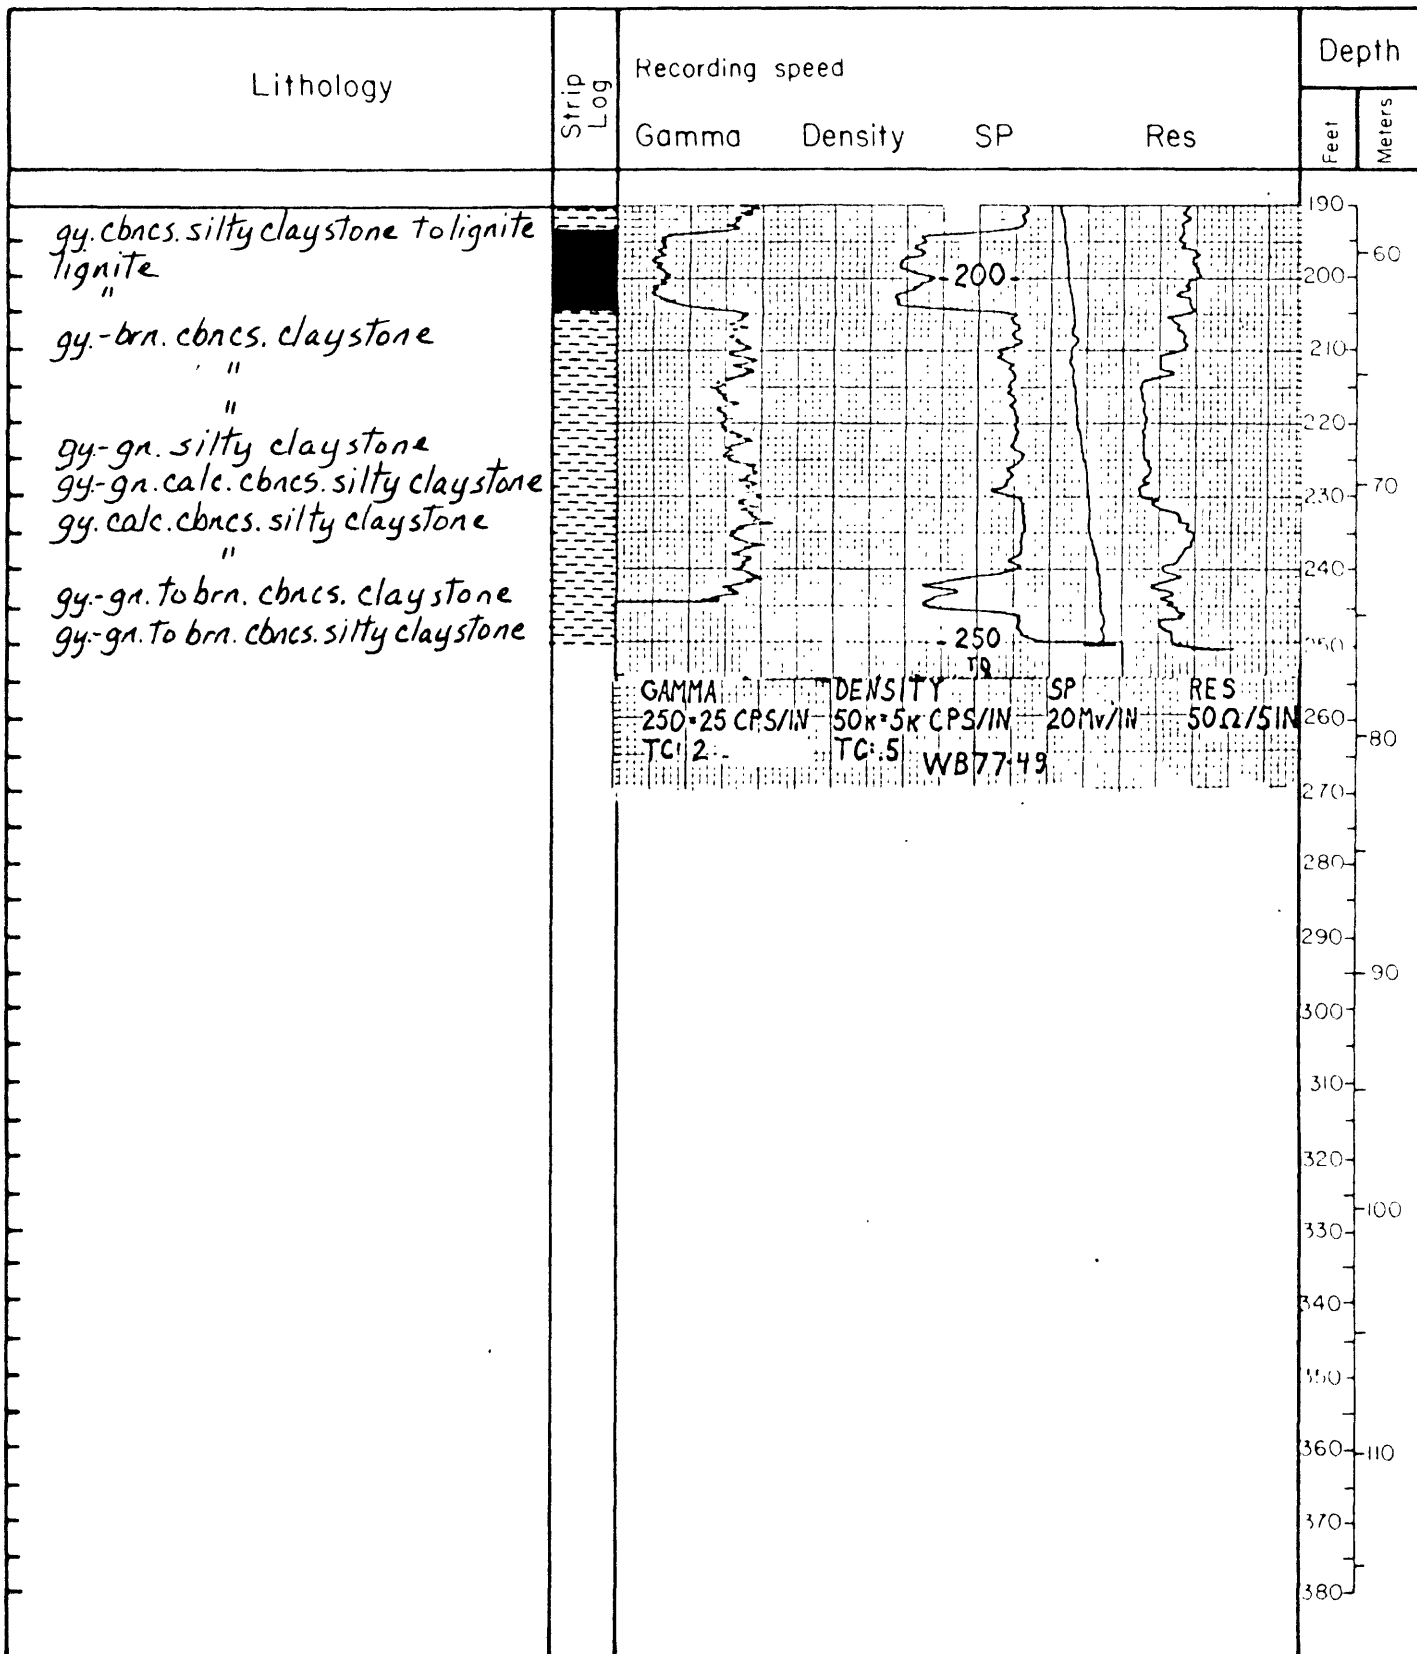 Lithology
Strip Log
Recording speed
Gamma Density SP Res
Depth
Feet Meters
gy. cbncs. silty claystone to lignite
lignite
"
gy.-brn. cbncs. claystone
"
"
gy-gn. silty claystone
gy-gn. calc. cbncs. silty claystone
gy. calc. cbncs. silty claystone
"
gy.-gn. to brn. cbncs. claystone
gy.-gn. to brn. cbncs. silty claystone
200
250
TD
GAMMA DENSITY SP RES
250=25 CPS/IN 50K=5K CPS/IN 20MV/IN 50Ω/5IN
TC: 2 TC: .5 WB77-49
190
60
200
210
220
230
70
240
250
260
80
270
280
290
90
300
310
320
100
330
340
350
360
110
370
380